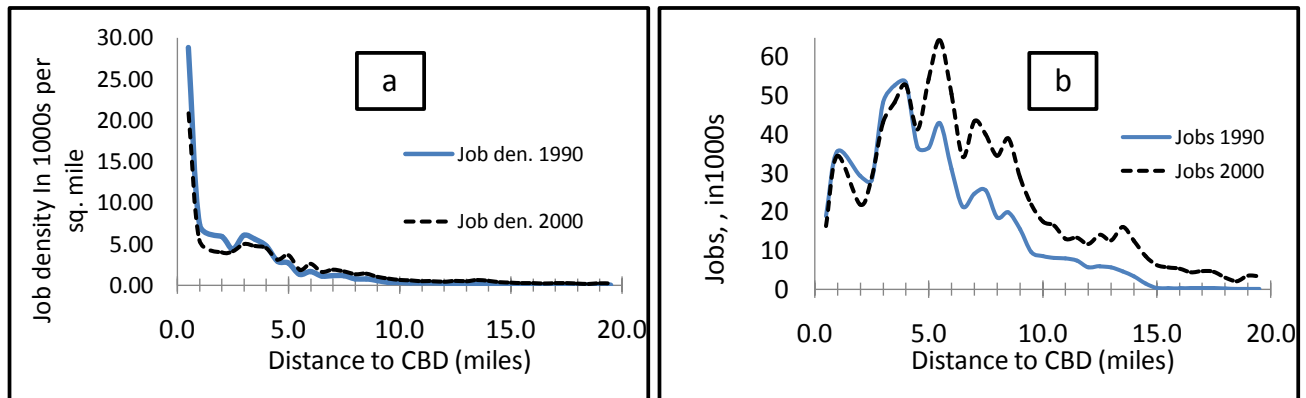 Job density In 1000s per
sq. mile
30.00
25.00
20.00
15.00
10.00
5.00
0.00
a
Job den. 1990
Job den. 2000
0.0 5.0 10.0 15.0 20.0
Distance to CBD (miles)
Jobs, , in1000s
60
50
40
30
20
10
0
b
Jobs 1990
Jobs 2000
0.0 5.0 10.0 15.0 20.0
Distance to CBD (miles)